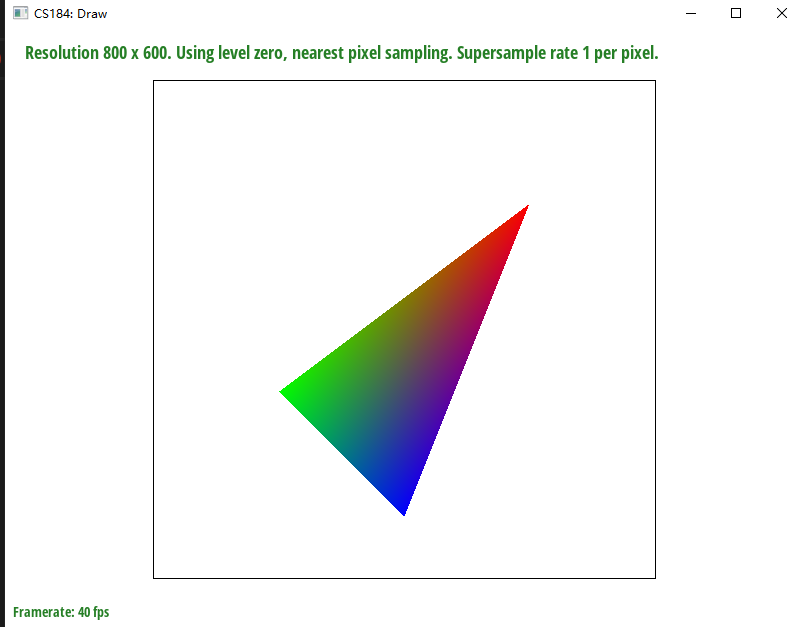 CS184: Draw
Resolution 800 x 600. Using level zero, nearest pixel sampling. Supersample rate 1 per pixel.
Framerate: 40 fps